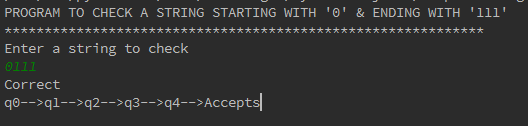 PROGRAM TO CHECK A STRING STARTING WITH '0' & ENDING WITH '111'
************************************************************
Enter a string to check
0111
Correct
q0-->q1-->q2-->q3-->q4-->Accepts